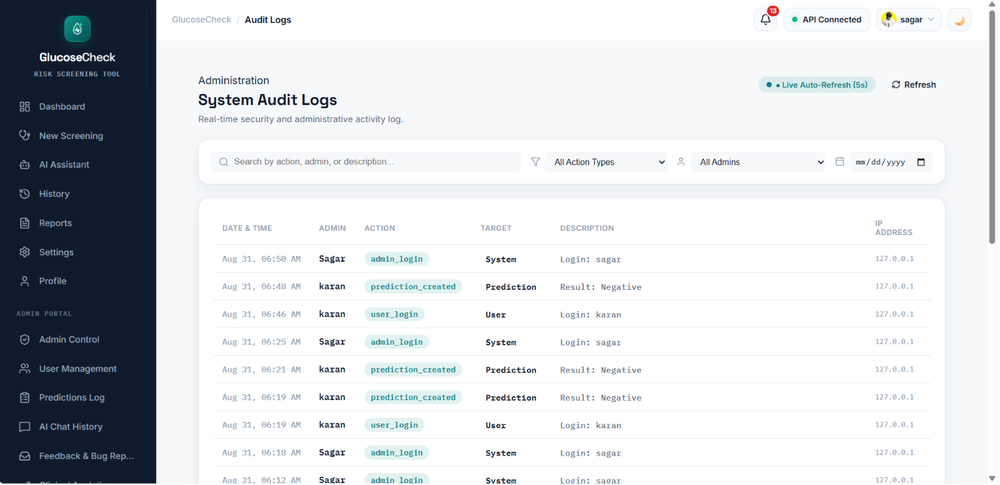 GlucoseCheck
RISK SCREENING TOOL
Dashboard
New Screening
AI Assistant
History
Reports
Settings
Profile
ADMIN PORTAL
Admin Control
User Management
Predictions Log
AI Chat History
Feedback & Bug Rep...
Clinical Analytics
GlucoseCheck / Audit Logs
13
API Connected
sagar
Administration
System Audit Logs
Real-time security and administrative activity log.
• Live Auto-Refresh (5s)
Refresh
Search by action, admin, or description...
All Action Types
All Admins
mm/dd/yyyy
DATE & TIME ADMIN ACTION TARGET DESCRIPTION IP
ADDRESS
Aug 31, 06:50 AM Sagar admin_login System Login: sagar 127.0.0.1
Aug 31, 06:48 AM karan prediction_created Prediction Result: Negative 127.0.0.1
Aug 31, 06:46 AM karan user_login User Login: karan 127.0.0.1
Aug 31, 06:25 AM Sagar admin_login System Login: sagar 127.0.0.1
Aug 31, 06:21 AM karan prediction_created Prediction Result: Negative 127.0.0.1
Aug 31, 06:19 AM karan prediction_created Prediction Result: Negative 127.0.0.1
Aug 31, 06:19 AM karan user_login User Login: karan 127.0.0.1
Aug 31, 06:18 AM Sagar admin_login System Login: sagar 127.0.0.1
Aug 31, 06:12 AM Sagar admin_login System Login: sagar 127.0.0.1